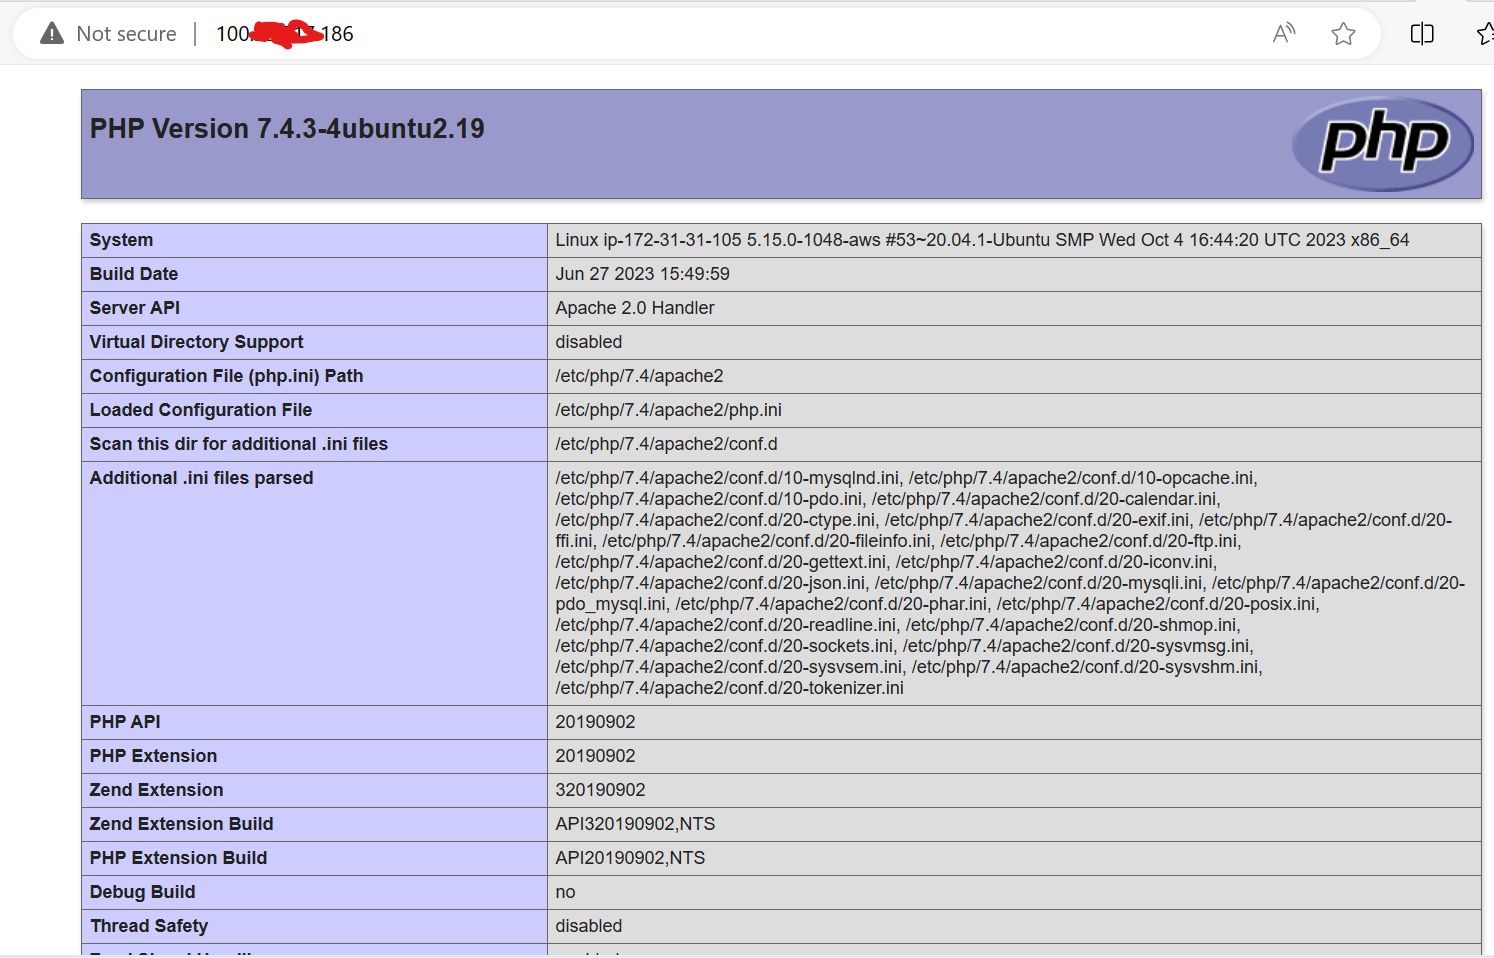 Not secure | 100. 186
PHP Version 7.4.3-4ubuntu2.19
php
System Linux ip-172-31-31-105 5.15.0-1048-aws #53~20.04.1-Ubuntu SMP Wed Oct 4 16:44:20 UTC 2023 x86_64
Build Date Jun 27 2023 15:49:59
Server API Apache 2.0 Handler
Virtual Directory Support disabled
Configuration File (php.ini) Path /etc/php/7.4/apache2
Loaded Configuration File /etc/php/7.4/apache2/php.ini
Scan this dir for additional .ini files /etc/php/7.4/apache2/conf.d
Additional .ini files parsed /etc/php/7.4/apache2/conf.d/10-mysqlnd.ini, /etc/php/7.4/apache2/conf.d/10-opcache.ini,
/etc/php/7.4/apache2/conf.d/10-pdo.ini, /etc/php/7.4/apache2/conf.d/20-calendar.ini,
/etc/php/7.4/apache2/conf.d/20-ctype.ini, /etc/php/7.4/apache2/conf.d/20-exif.ini, /etc/php/7.4/apache2/conf.d/20-
ffi.ini, /etc/php/7.4/apache2/conf.d/20-fileinfo.ini, /etc/php/7.4/apache2/conf.d/20-ftp.ini,
/etc/php/7.4/apache2/conf.d/20-gettext.ini, /etc/php/7.4/apache2/conf.d/20-iconv.ini,
/etc/php/7.4/apache2/conf.d/20-json.ini, /etc/php/7.4/apache2/conf.d/20-mysqli.ini, /etc/php/7.4/apache2/conf.d/20-
pdo_mysql.ini, /etc/php/7.4/apache2/conf.d/20-phar.ini, /etc/php/7.4/apache2/conf.d/20-posix.ini,
/etc/php/7.4/apache2/conf.d/20-readline.ini, /etc/php/7.4/apache2/conf.d/20-shmop.ini,
/etc/php/7.4/apache2/conf.d/20-sockets.ini, /etc/php/7.4/apache2/conf.d/20-sysvmsg.ini,
/etc/php/7.4/apache2/conf.d/20-sysvsem.ini, /etc/php/7.4/apache2/conf.d/20-sysvshm.ini,
/etc/php/7.4/apache2/conf.d/20-tokenizer.ini
PHP API 20190902
PHP Extension 20190902
Zend Extension 320190902
Zend Extension Build API320190902,NTS
PHP Extension Build API20190902,NTS
Debug Build no
Thread Safety disabled